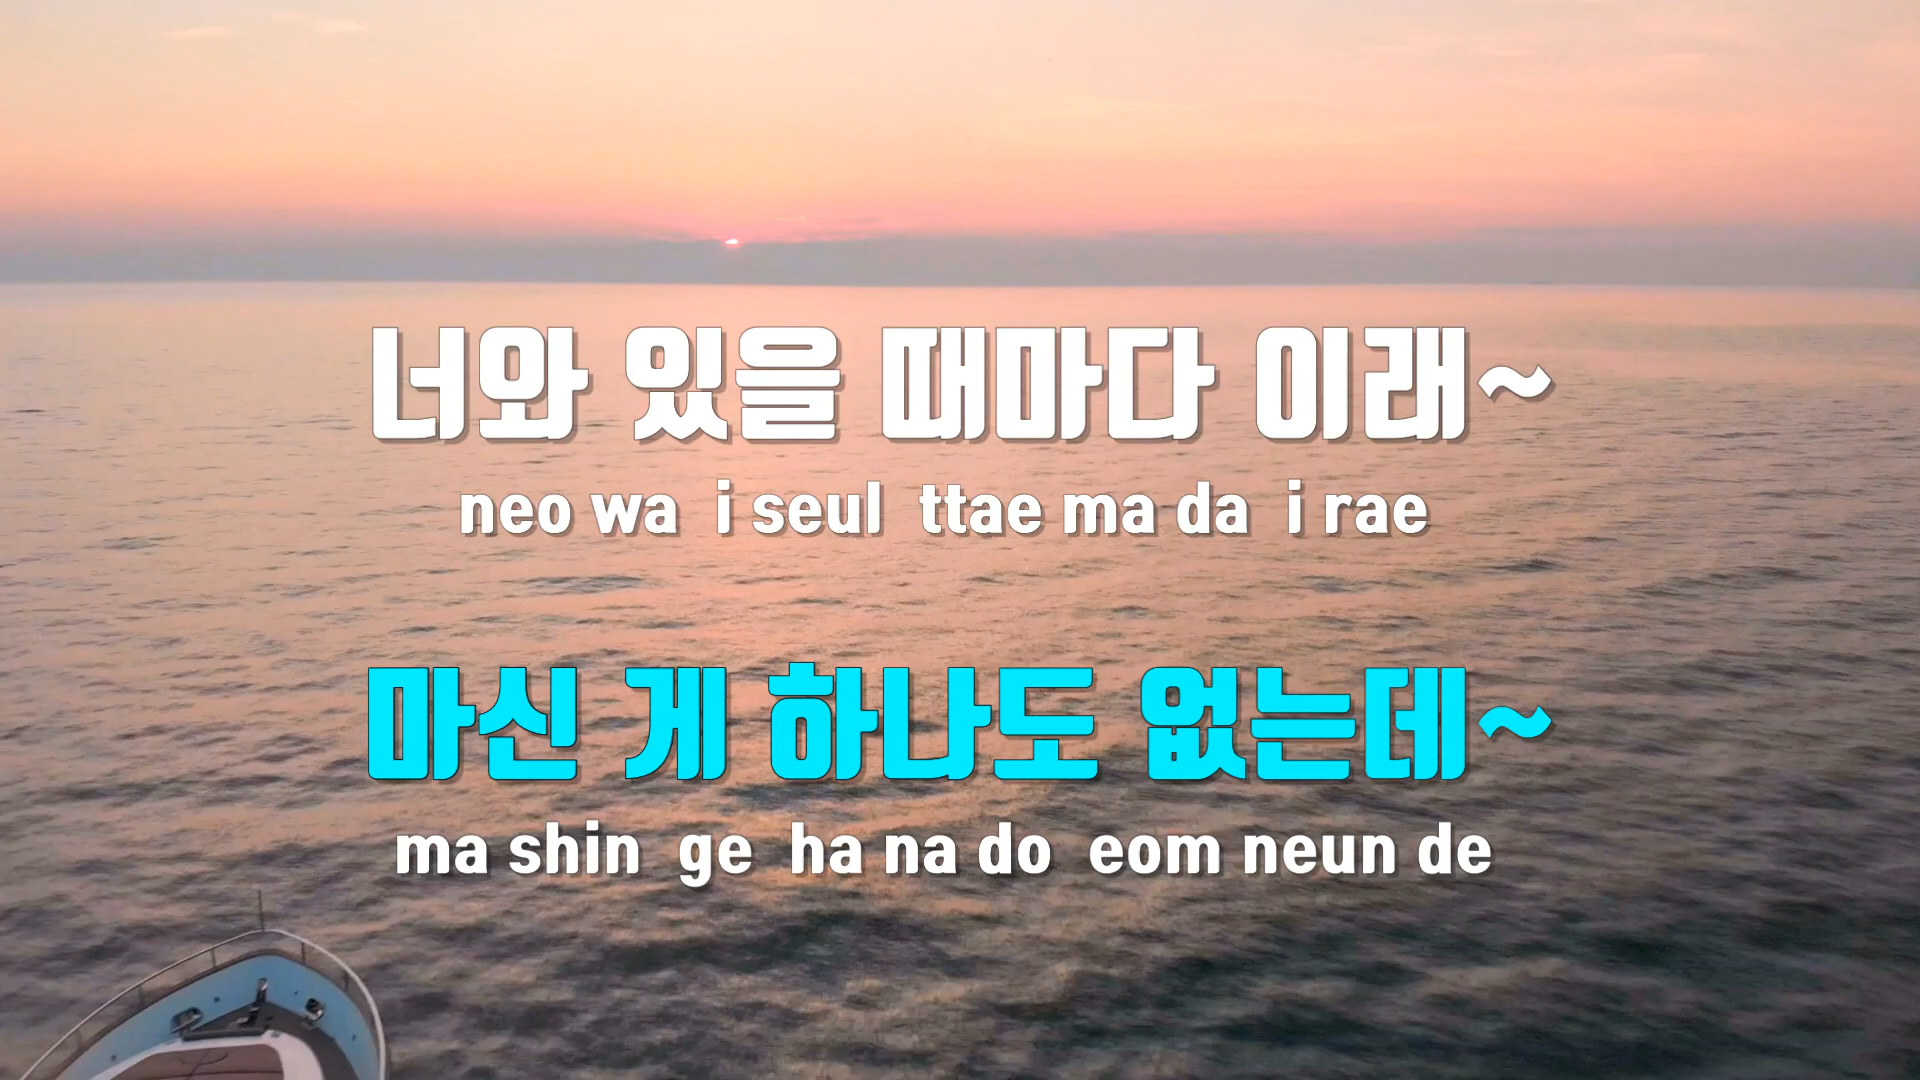 너와 있을 때마다 이래~
neo wa i seul ttae ma da i rae
마신 게 하나도 없는데~
ma shin ge ha na do eom neun de